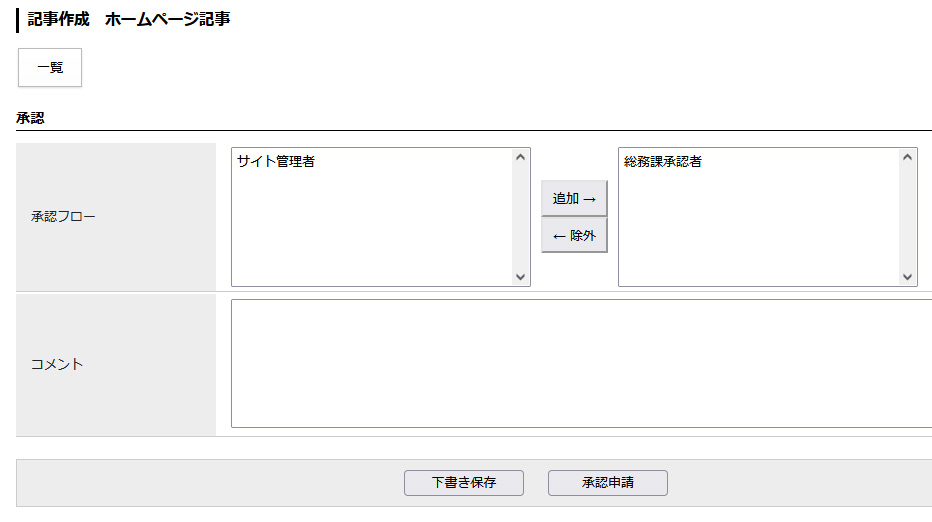 記事作成　ホームページ記事
一覧
承認
承認フロー
サイト管理者
追加 →
← 除外
総務課承認者
コメント
下書き保存
承認申請